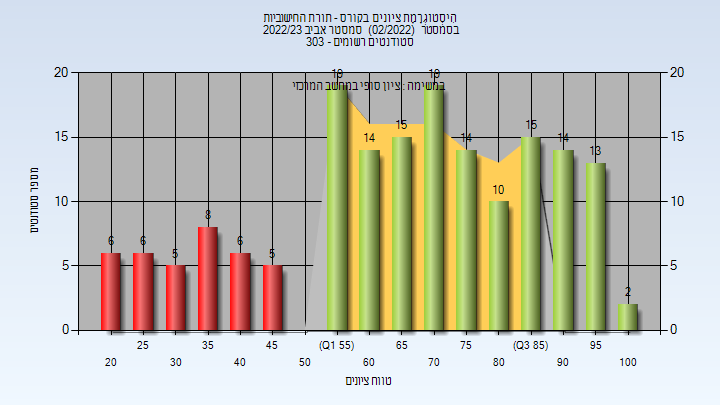 היסטוגרמת ציונים בקורס - תורת החישוביות
בסמסטר (02/2022) סמסטר אביב 2022/23
סטודנטים רשומים - 303
במשימה : ציון סופי במחשב המרכזי
מספר סטודנטים
20 20
15 15
10 10
5 5
0 0
6 6 5 8 6 5 19 14 15 19 14 10 15 14 13 2
25 35 45 (Q1 55) 65 70 75 (Q3 85) 95
20 30 40 50 60 70 80 90 100
טווח ציונים